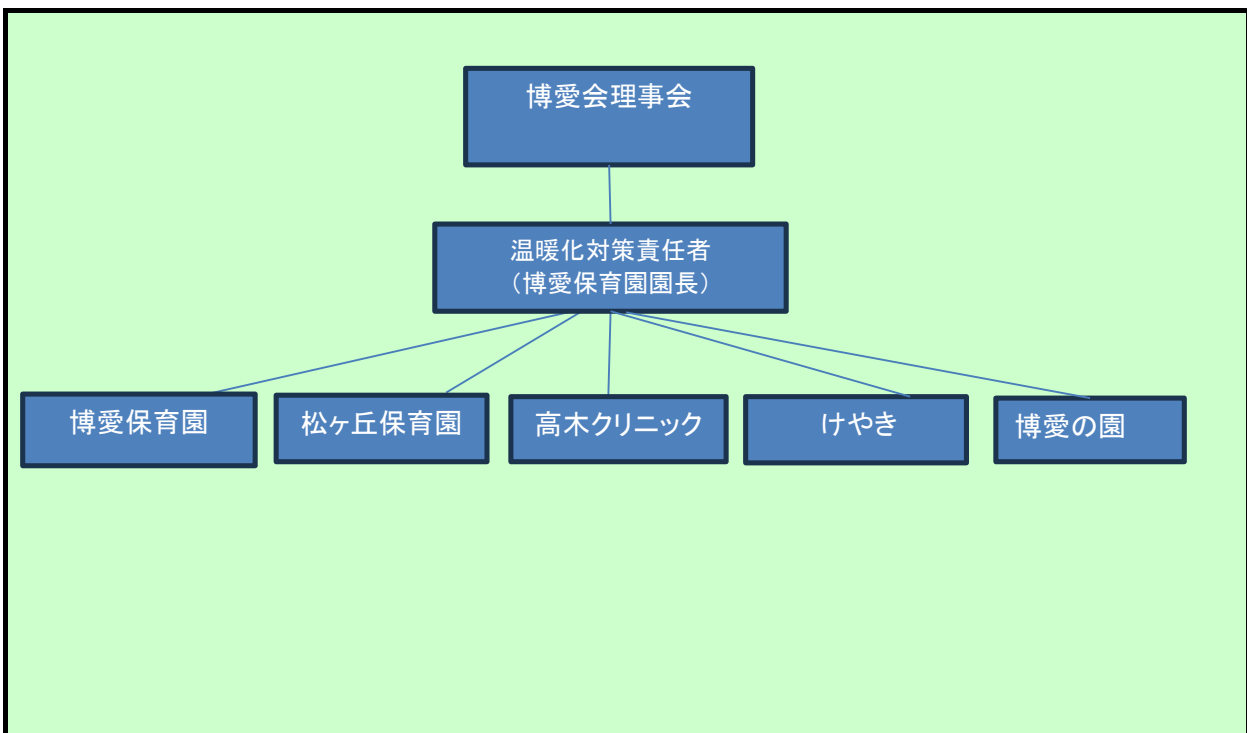 博愛会理事会
温暖化対策責任者
（博愛保育園園長）
博愛保育園
松ヶ丘保育園
高木クリニック
けやき
博愛の園